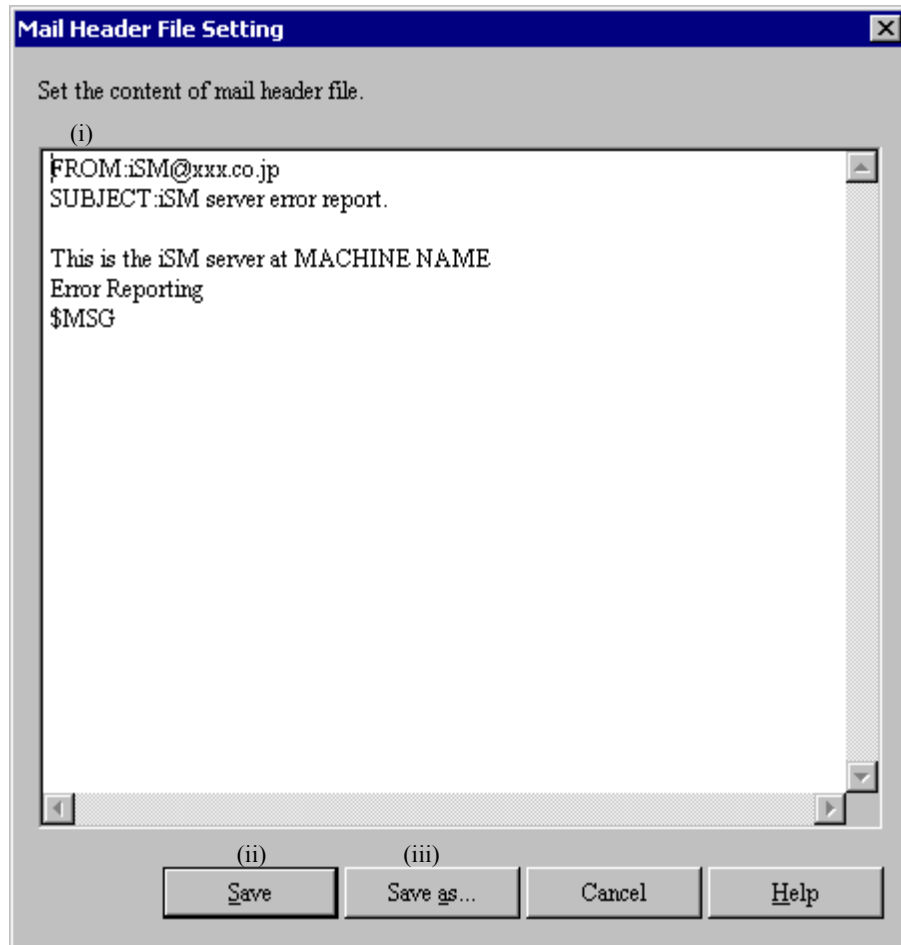 Mail Header File Setting
Set the content of mail header file.
(i)
FROM:iSM@xxx.co.jp
SUBJECT:iSM server error report.
This is the iSM server at MACHINE NAME
Error Reporting
$MSG
(ii) (iii)
Save Save as... Cancel Help